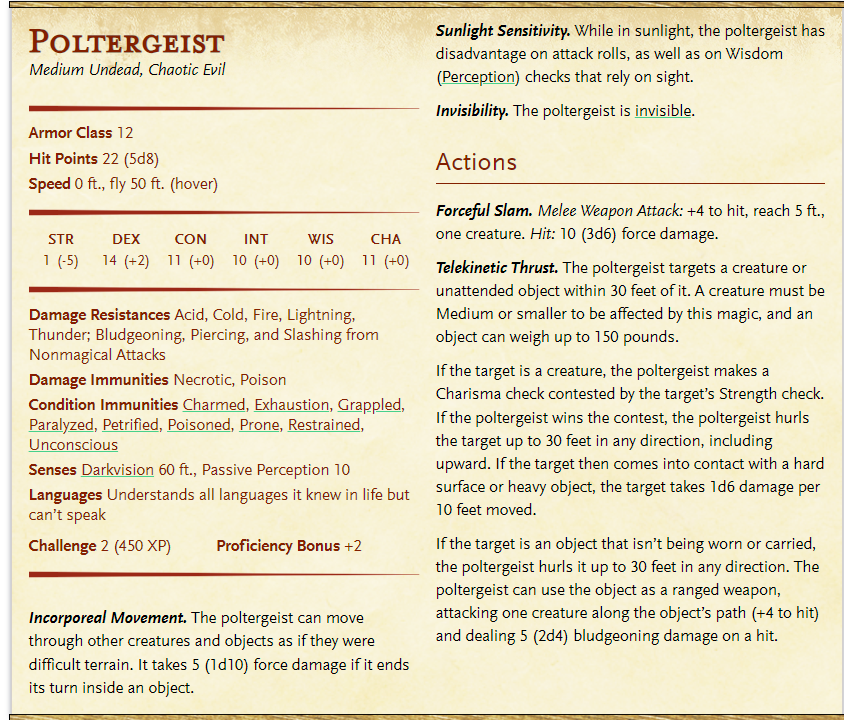 Poltergeist
Medium Undead, Chaotic Evil
Armor Class 12
Hit Points 22 (5d8)
Speed 0 ft., fly 50 ft. (hover)
STR DEX CON INT WIS CHA
1 (-5) 14 (+2) 11 (+0) 10 (+0) 10 (+0) 11 (+0)
Damage Resistances Acid, Cold, Fire, Lightning,
Thunder; Bludgeoning, Piercing, and Slashing from
Nonmagical Attacks
Damage Immunities Necrotic, Poison
Condition Immunities Charmed, Exhaustion, Grappled,
Paralyzed, Petrified, Poisoned, Prone, Restrained,
Unconscious
Senses Darkvision 60 ft., Passive Perception 10
Languages Understands all languages it knew in life but
can't speak
Challenge 2 (450 XP) Proficiency Bonus +2
Incorporeal Movement. The poltergeist can move
through other creatures and objects as if they were
difficult terrain. It takes 5 (1d10) force damage if it ends
its turn inside an object.
Sunlight Sensitivity. While in sunlight, the poltergeist has
disadvantage on attack rolls, as well as on Wisdom
(Perception) checks that rely on sight.
Invisibility. The poltergeist is invisible.
Actions
Forceful Slam. Melee Weapon Attack: +4 to hit, reach 5 ft.,
one creature. Hit: 10 (3d6) force damage.
Telekinetic Thrust. The poltergeist targets a creature or
unattended object within 30 feet of it. A creature must be
Medium or smaller to be affected by this magic, and an
object can weigh up to 150 pounds.
If the target is a creature, the poltergeist makes a
Charisma check contested by the target's Strength check.
If the poltergeist wins the contest, the poltergeist hurls
the target up to 30 feet in any direction, including
upward. If the target then comes into contact with a hard
surface or heavy object, the target takes 1d6 damage per
10 feet moved.
If the target is an object that isn't being worn or carried,
the poltergeist hurls it up to 30 feet in any direction. The
poltergeist can use the object as a ranged weapon,
attacking one creature along the object's path (+4 to hit)
and dealing 5 (2d4) bludgeoning damage on a hit.